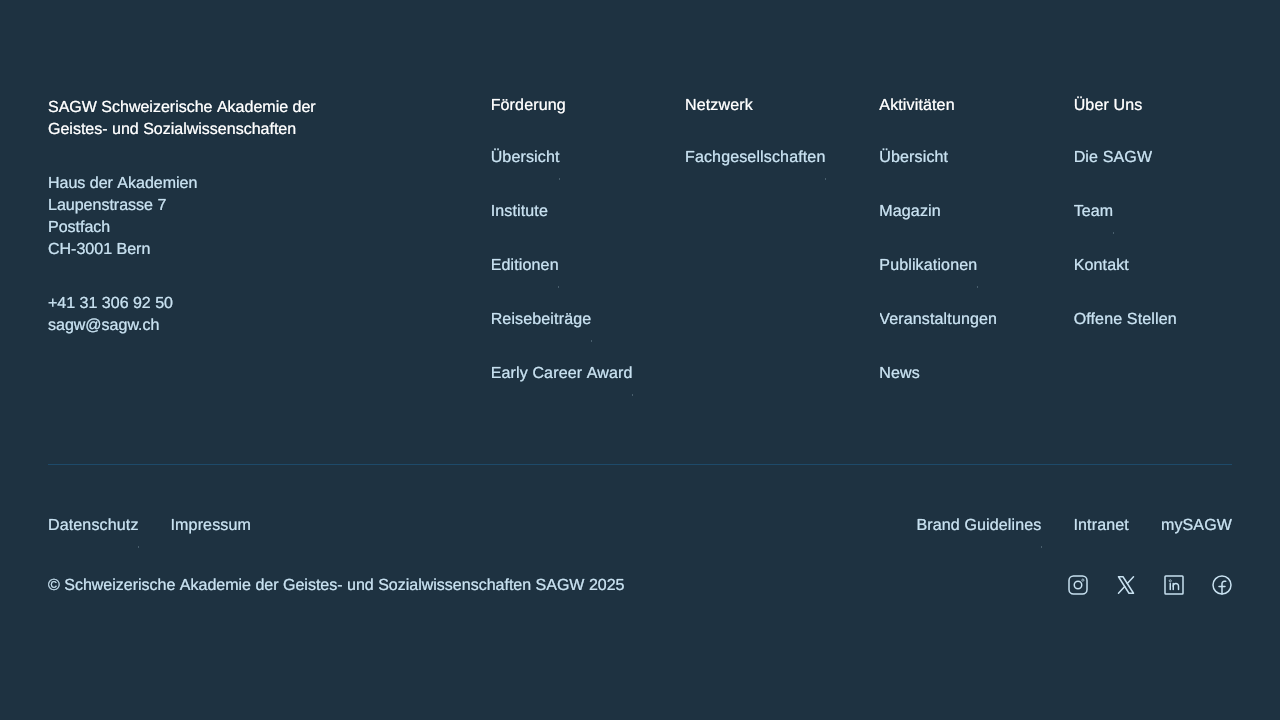 SAGW Schweizerische Akademie der
Geistes- und Sozialwissenschaften
Haus der Akademien
Laupenstrasse 7
Postfach
CH-3001 Bern
+41 31 306 92 50
sagw@sagw.ch
Förderung
Übersicht
Institute
Editionen
Reisebeiträge
Early Career Award
Netzwerk
Fachgesellschaften
Aktivitäten
Übersicht
Magazin
Publikationen
Veranstaltungen
News
Über Uns
Die SAGW
Team
Kontakt
Offene Stellen
Datenschutz
Impressum
Brand Guidelines
Intranet
mySAGW
© Schweizerische Akademie der Geistes- und Sozialwissenschaften SAGW 2025